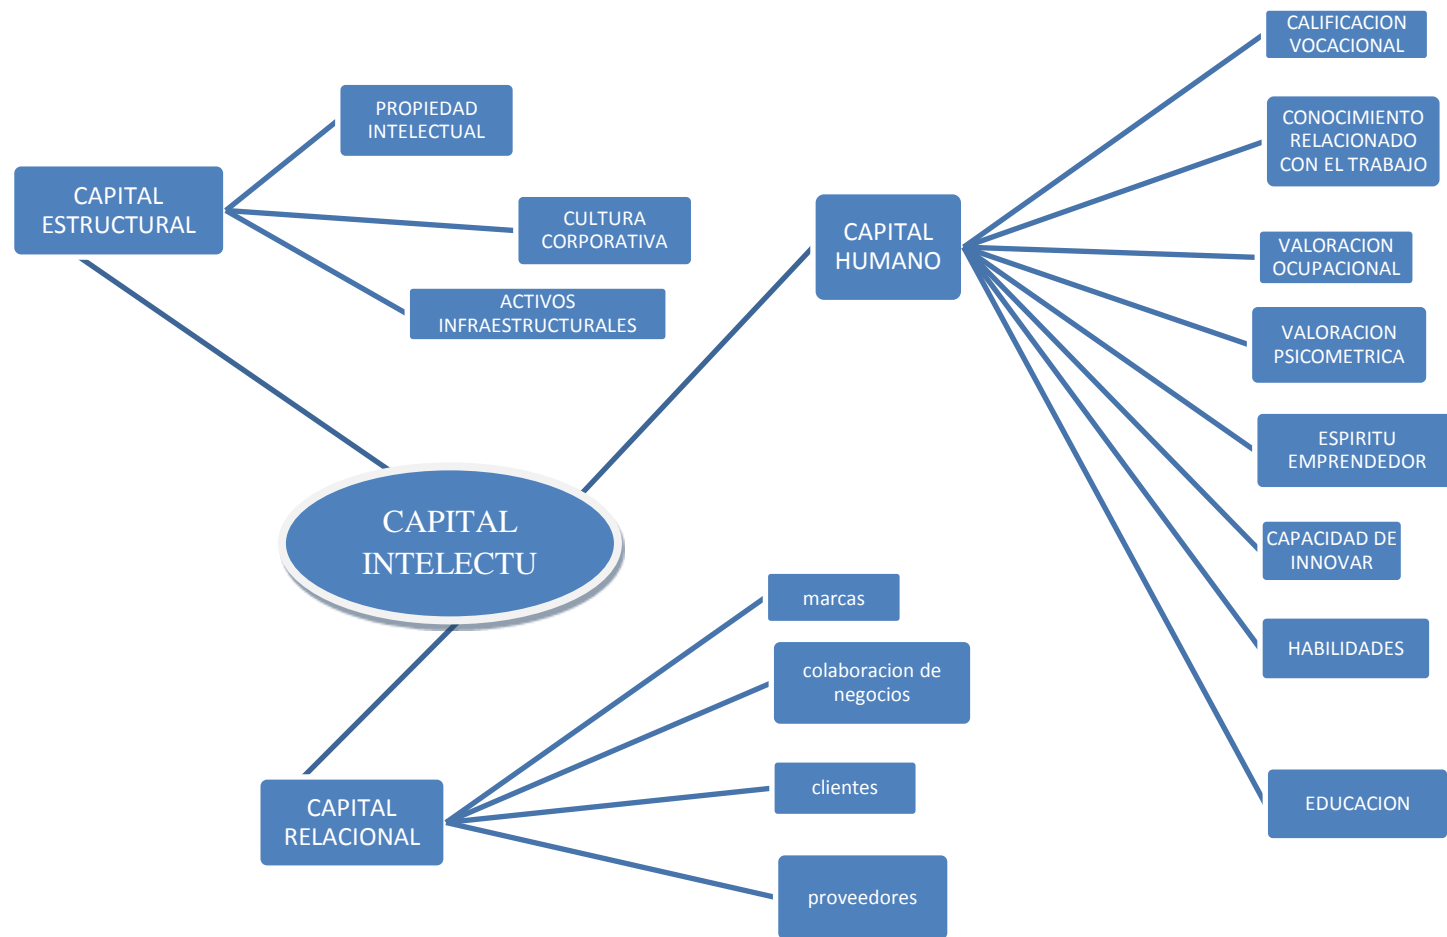 PROPIEDAD
INTELECTUAL
CAPITAL
ESTRUCTURAL
CULTURA
CORPORATIVA
ACTIVOS
INFRAESTRUCTURALES
CAPITAL
HUMANO
CALIFICACION
VOCACIONAL
CONOCIMIENTO
RELACIONADO
CON EL TRABAJO
VALORACION
OCUPACIONAL
VALORACION
PSICOMETRICA
ESPIRITU
EMPRENDEDOR
CAPACIDAD DE
INNOVAR
HABILIDADES
EDUCACION
CAPITAL
INTELECTU
marcas
colaboracion de
negocios
clientes
proveedores
CAPITAL
RELACIONAL